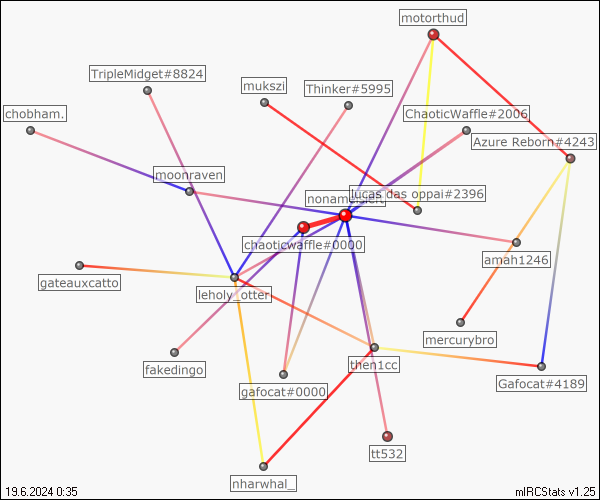 motorthud
TripleMidget#8824
mukszi
Thinker#5995
chobham.
ChaoticWaffle#2006
Azure Reborn#4243
moonraven
lucas das oppai#2396
chaoticwaffle#0000
amah1246
gateauxcatto
leholy_otter
mercurybro
fakedingo
then1cc
gafocat#0000
Gafocat#4189
tt532
nharwhal_
19.6.2024 0:35
mIRCStats v1.25